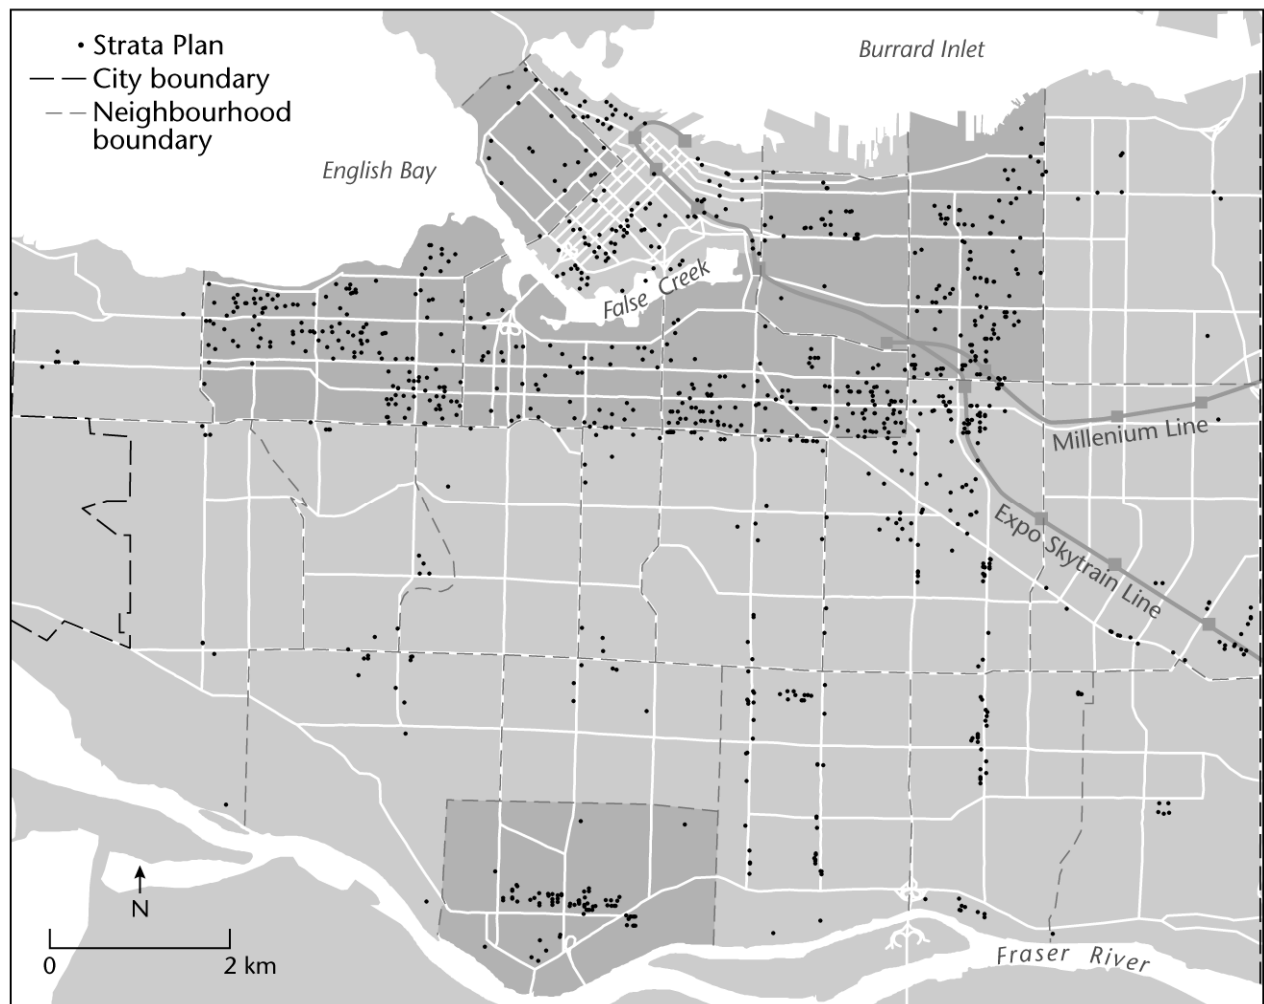 Strata Plan
City boundary
Neighbourhood
boundary
Burrard Inlet
English Bay
False Creek
Millenium Line
Expo Skytrain Line
N
0 2 km
Fraser River